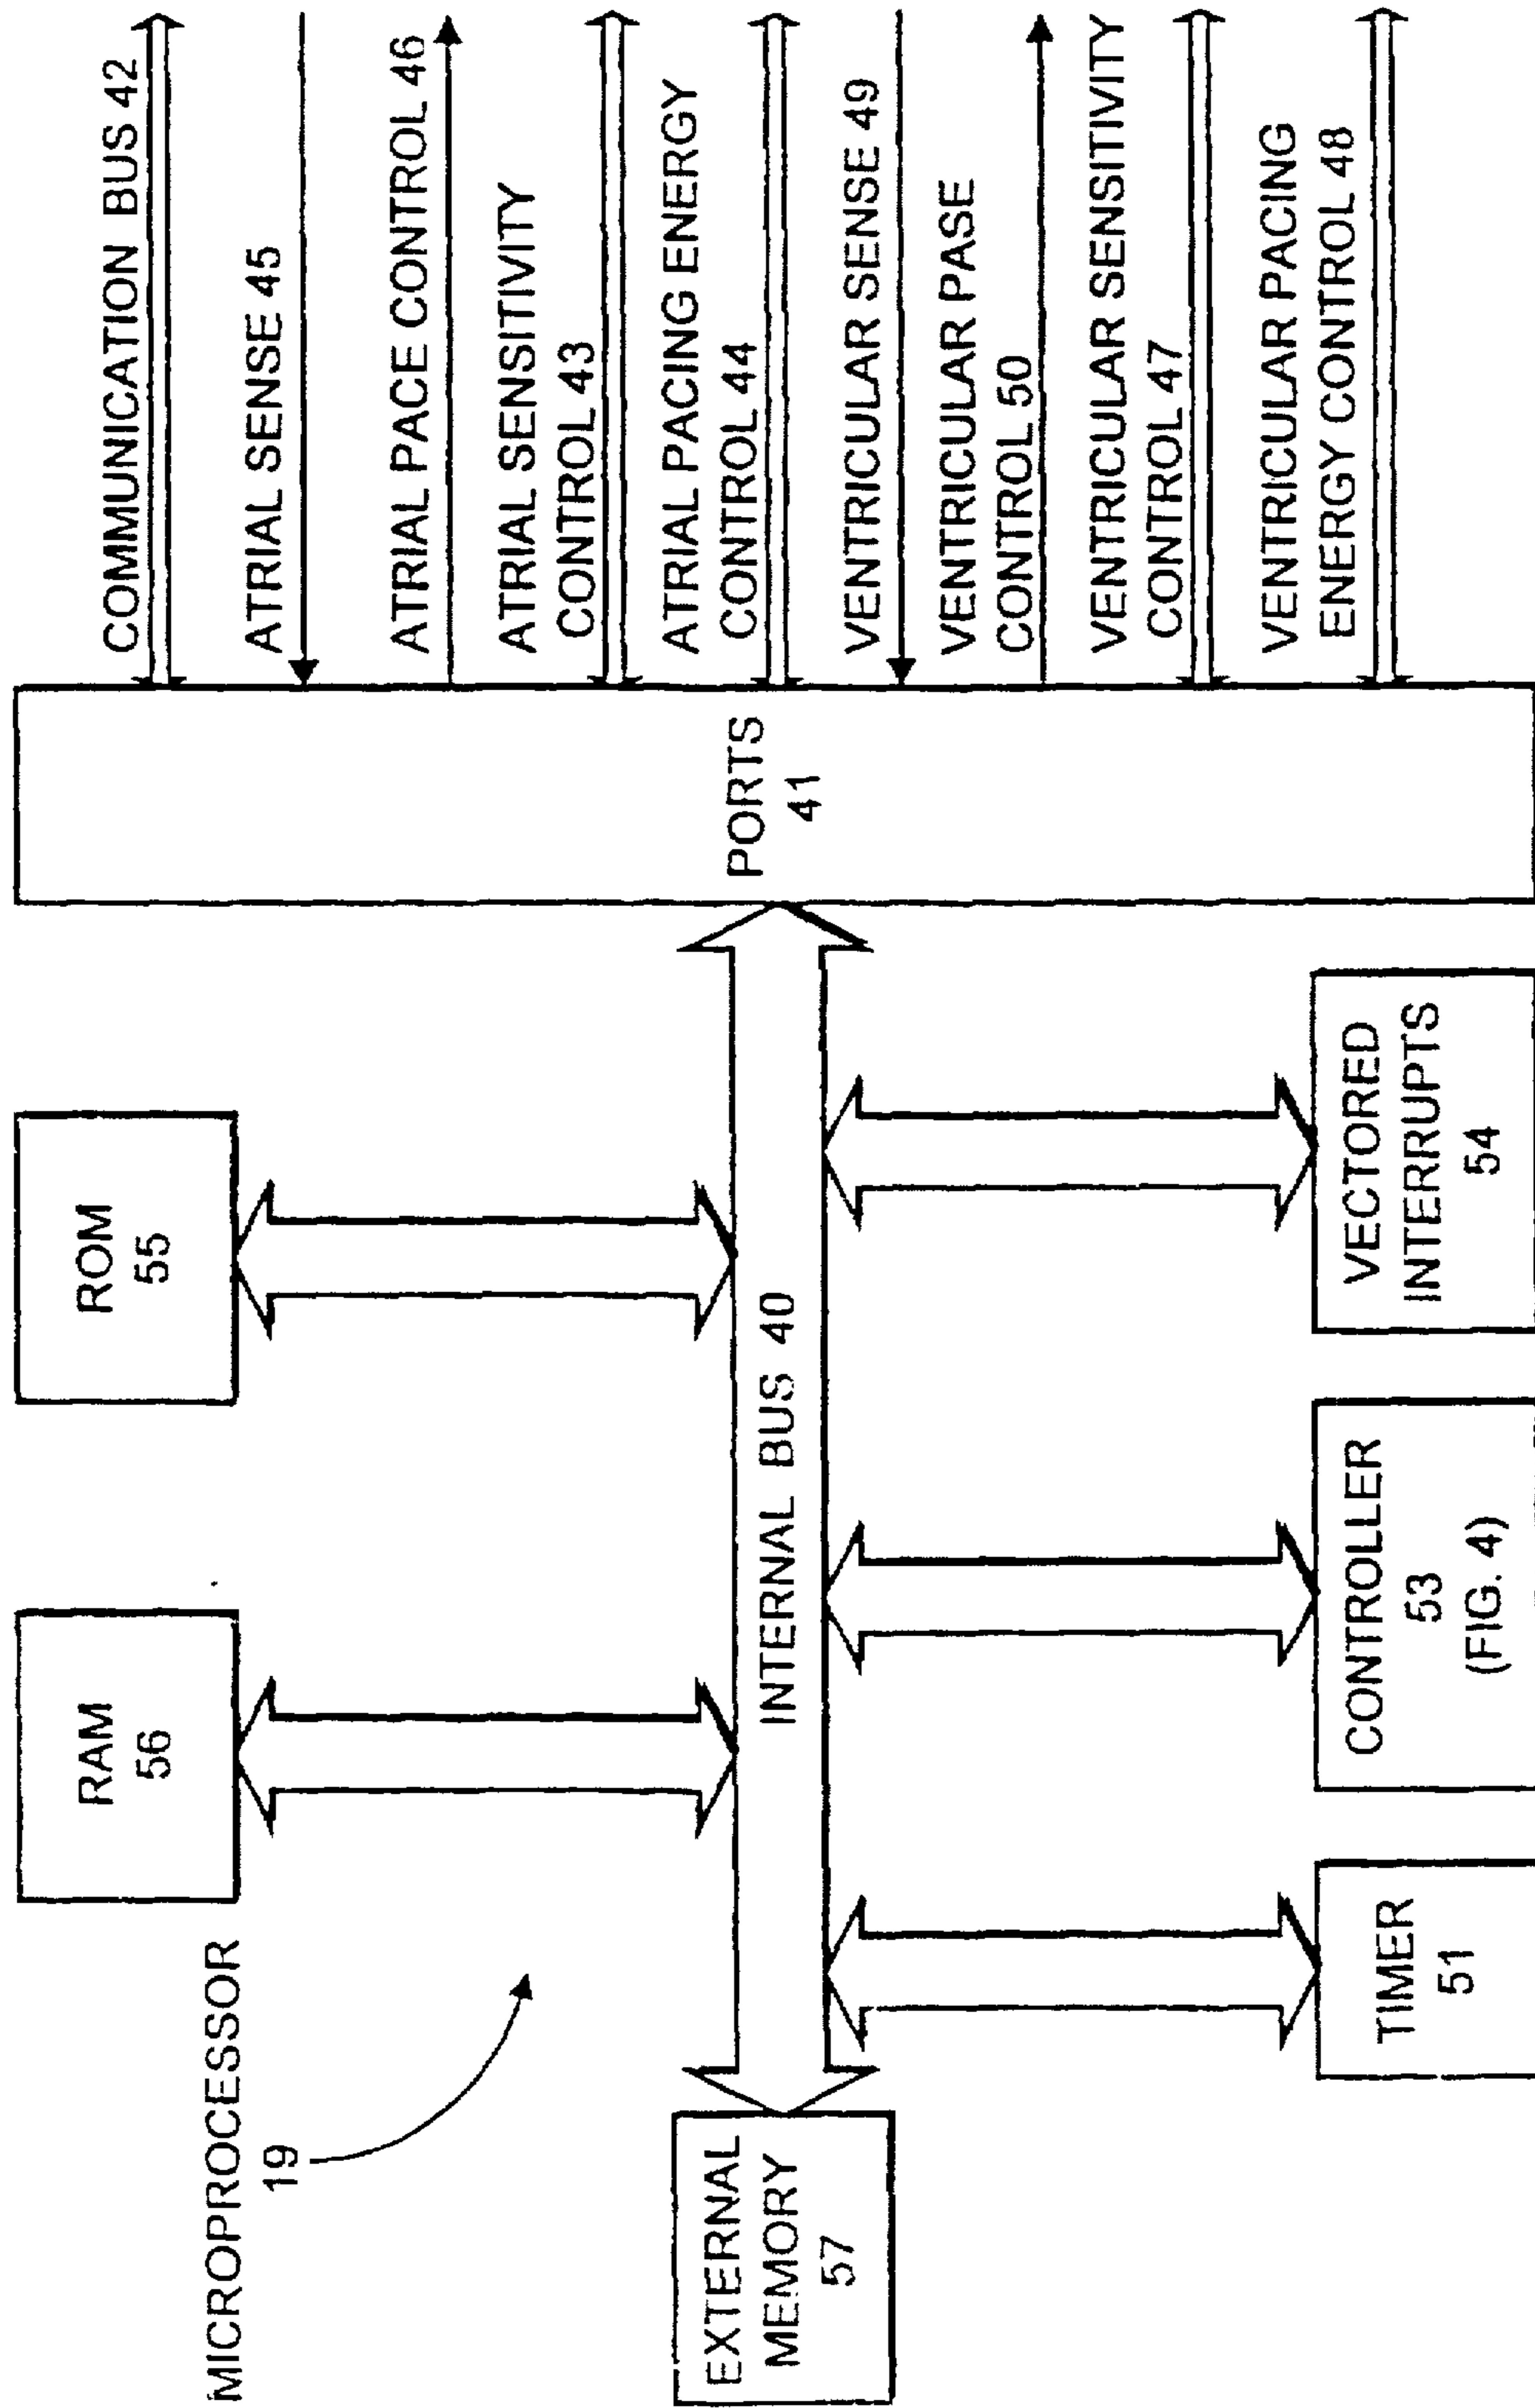 MICROPROCESSOR
19
RAM
56
ROM
55
EXTERNAL
MEMORY
57
INTERNAL BUS 40
TIMER
51
CONTROLLER
53
(FIG. 4)
VECTORED
INTERRUPTS
54
PORTS
41
COMMUNICATION BUS 42
ATRIAL SENSE 45
ATRIAL PACE CONTROL 46
ATRIAL SENSITIVITY
CONTROL 43
ATRIAL PACING ENERGY
CONTROL 44
VENTRICULAR SENSE 49
VENTRICULAR PASE
CONTROL 50
VENTRICULAR SENSITIVITY
CONTROL 47
VENTRICULAR PACING
ENERGY CONTROL 48